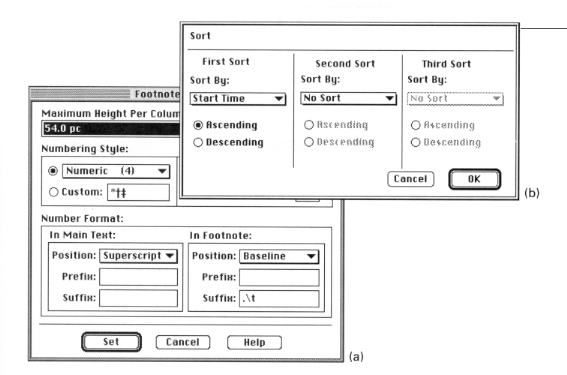 Sort
First Sort
Second Sort
Third Sort
Sort By:
Sort By:
Sort By:
Start Time
No Sort
No Sort
Ascending
Ascending
Ascending
Descending
Descending
Descending
Cancel
OK
(b)
Footnote
Maximum Height Per Colum
54.0 pc
Numbering Style:
Numeric (4)
Custom: *†‡
Number Format:
In Main Text:
In Footnote:
Position: Superscript
Position: Baseline
Prefix:
Prefix:
Suffix:
Suffix: .\t
Set
Cancel
Help
(a)